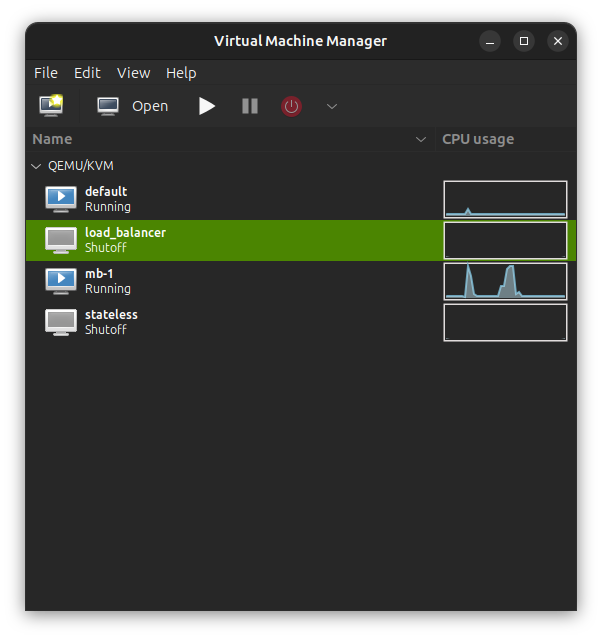 Virtual Machine Manager
File Edit View Help
Open
Name CPU usage
QEMU/KVM
default
Running
load_balancer
Shutoff
mb-1
Running
stateless
Shutoff